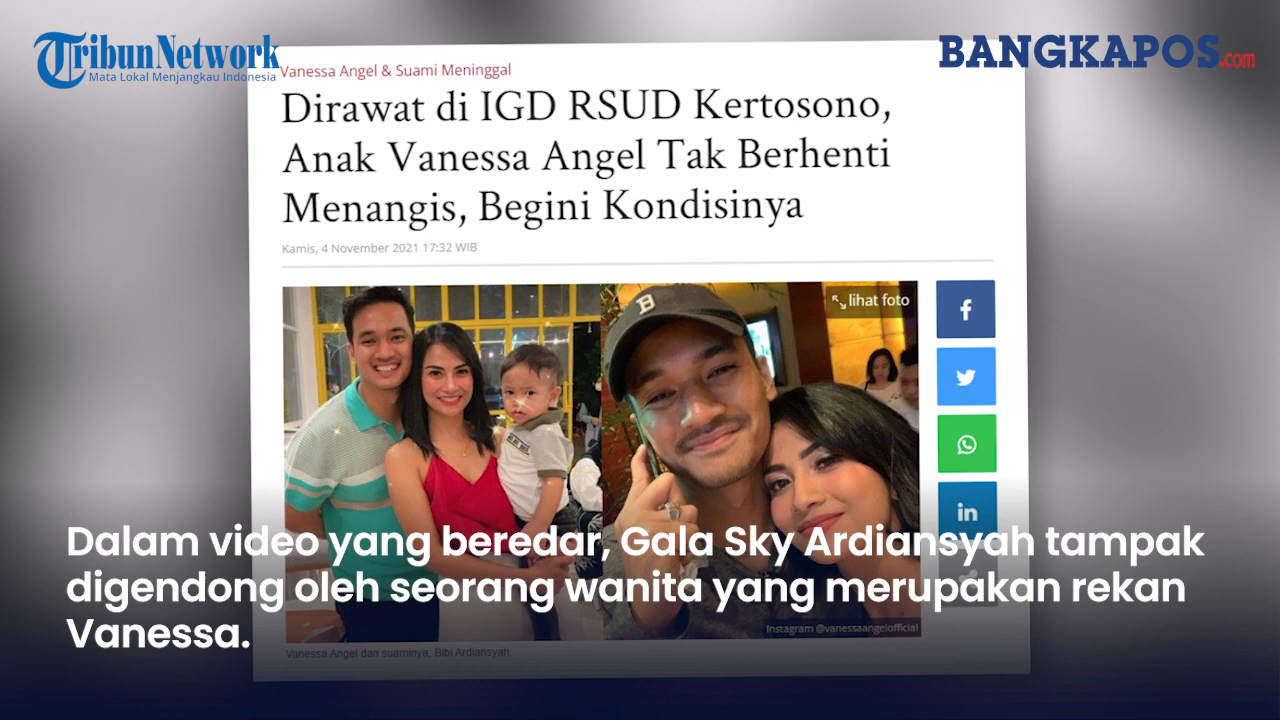 TribunNetwork
Mata Lokal Menjangkau Indonesia
BANGKAPOS.com
Vanessa Angel & Suami Meninggal
Dirawat di IGD RSUD Kertosono,
Anak Vanessa Angel Tak Berhenti
Menangis, Begini Kondisinya
Kamis, 4 November 2021 17:32 WIB
B
lihat foto
f
in
Dalam video yang beredar, Gala Sky Ardiansyah tampak
digendong oleh seorang wanita yang merupakan rekan
Vanessa.
Instagram @vanessaangelofficial
Vanessa Angel dan suaminya, Bibi Ardiansyah.